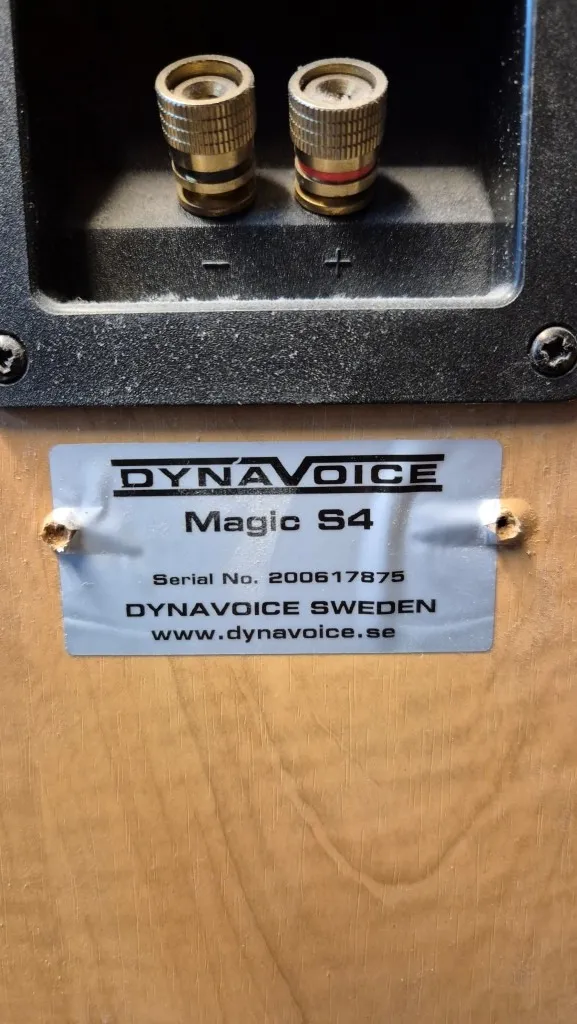 - +
DYNAVOICE
Magic S4
Serial No. 200617875
DYNAVOICE SWEDEN
www.dynavoice.se